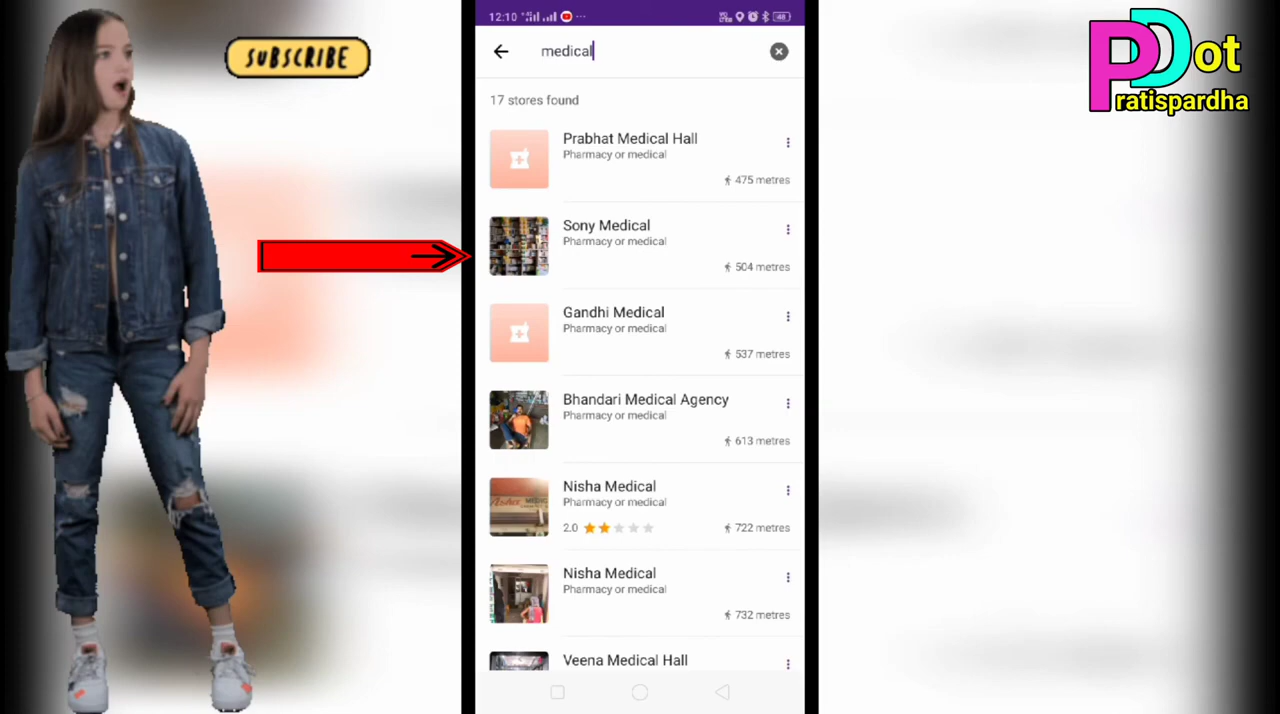 SUBSCRIBE
12:10
48
medical
17 stores found
Prabhat Medical Hall
Pharmacy or medical
475 metres
Sony Medical
Pharmacy or medical
504 metres
Gandhi Medical
Pharmacy or medical
537 metres
Bhandari Medical Agency
Pharmacy or medical
613 metres
Nisha Medical
Pharmacy or medical
2.0
722 metres
Nisha Medical
Pharmacy or medical
732 metres
Veena Medical Hall
P Dot
Pratispardha